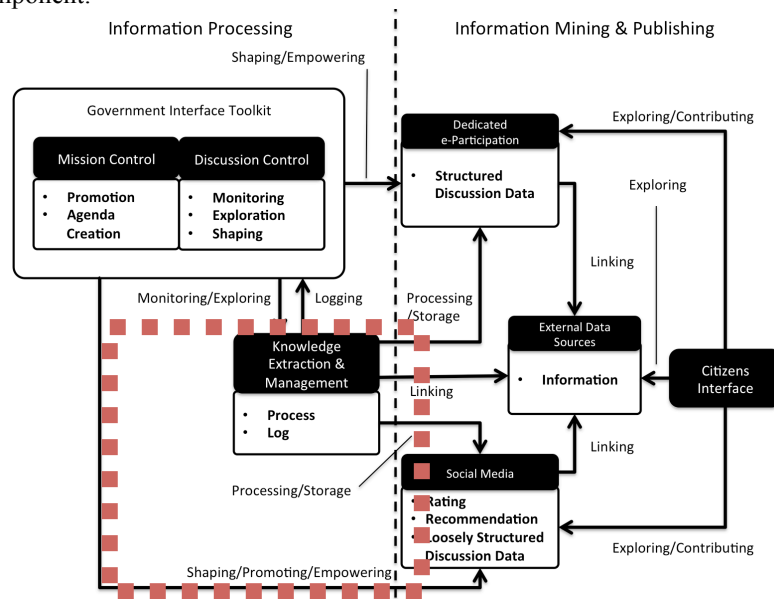 Information Processing
Information Mining & Publishing
Shaping/Empowering
Government Interface Toolkit
Mission Control
Discussion Control
• Promotion
• Agenda
Creation
• Monitoring
• Exploration
• Shaping
Dedicated
e-Participation
• Structured
Discussion Data
Exploring/Contributing
Exploring
Linking
Monitoring/Exploring
Logging
Processing
/Storage
Knowledge
Extraction &
Management
• Process
• Log
External Data
Sources
• Information
Citizens
Interface
Linking
Linking
Processing/Storage
Social Media
• Rating
• Recommendation
• Loosely Structured
Discussion Data
Exploring/Contributing
Shaping/Promoting/Empowering